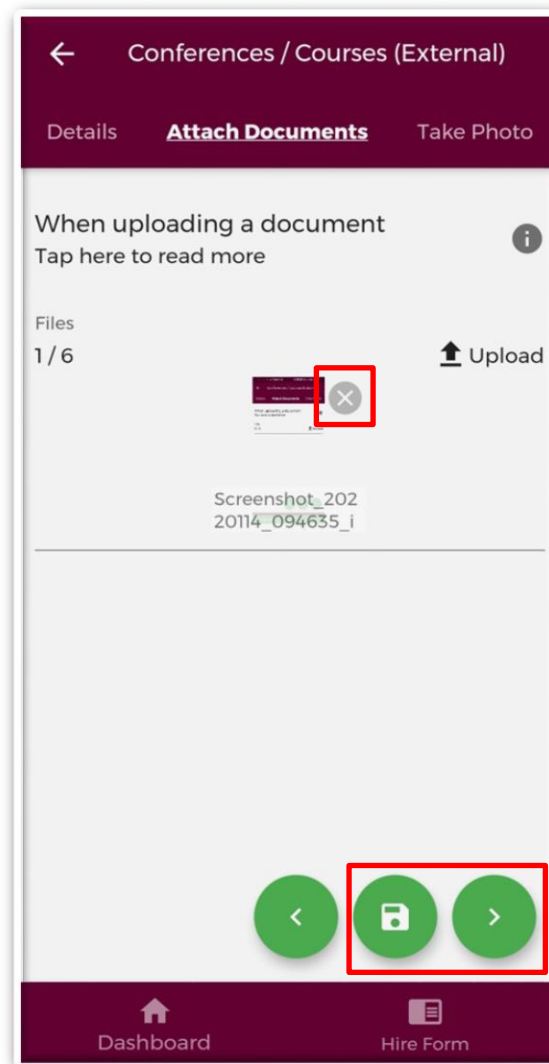 Conferences / Courses (External)
Details Attach Documents Take Photo
When uploading a document
Tap here to read more
Files
1 / 6
Upload
Screenshot_202
20114_094635_i
Dashboard Hire Form